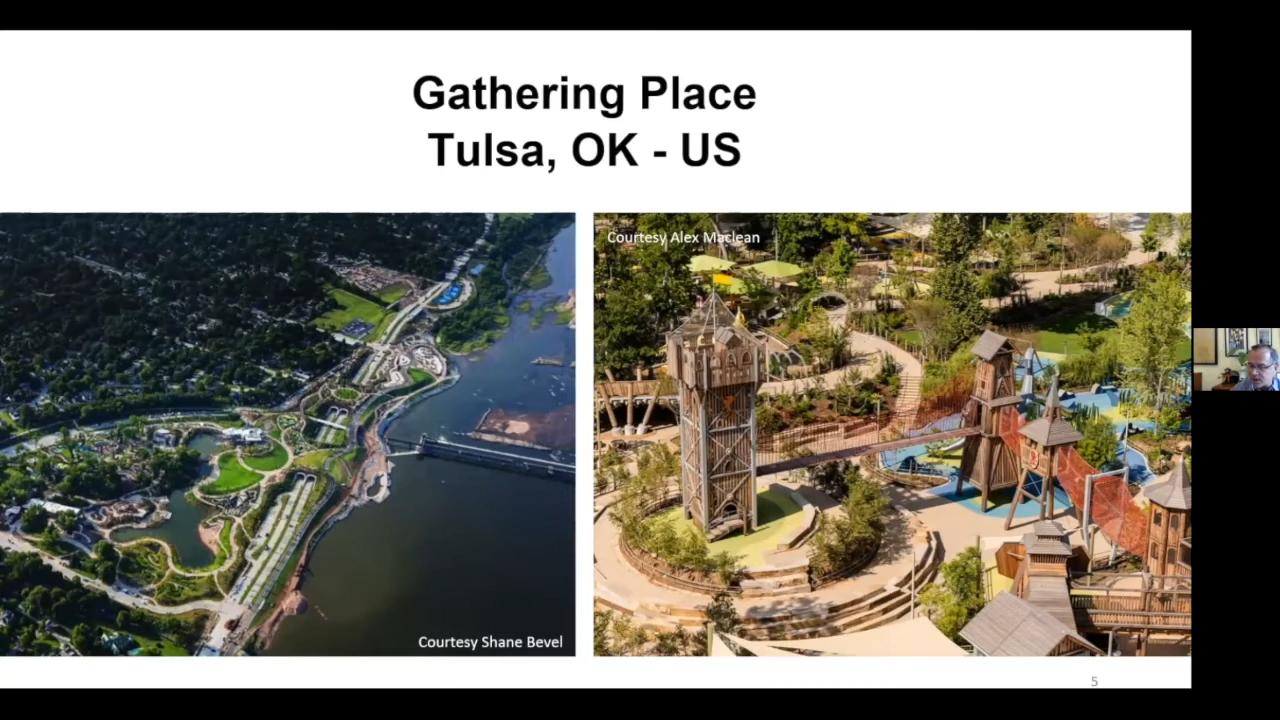 Gathering Place
Tulsa, OK - US
Courtesy Alex Maclean
Courtesy Shane Bevel
5